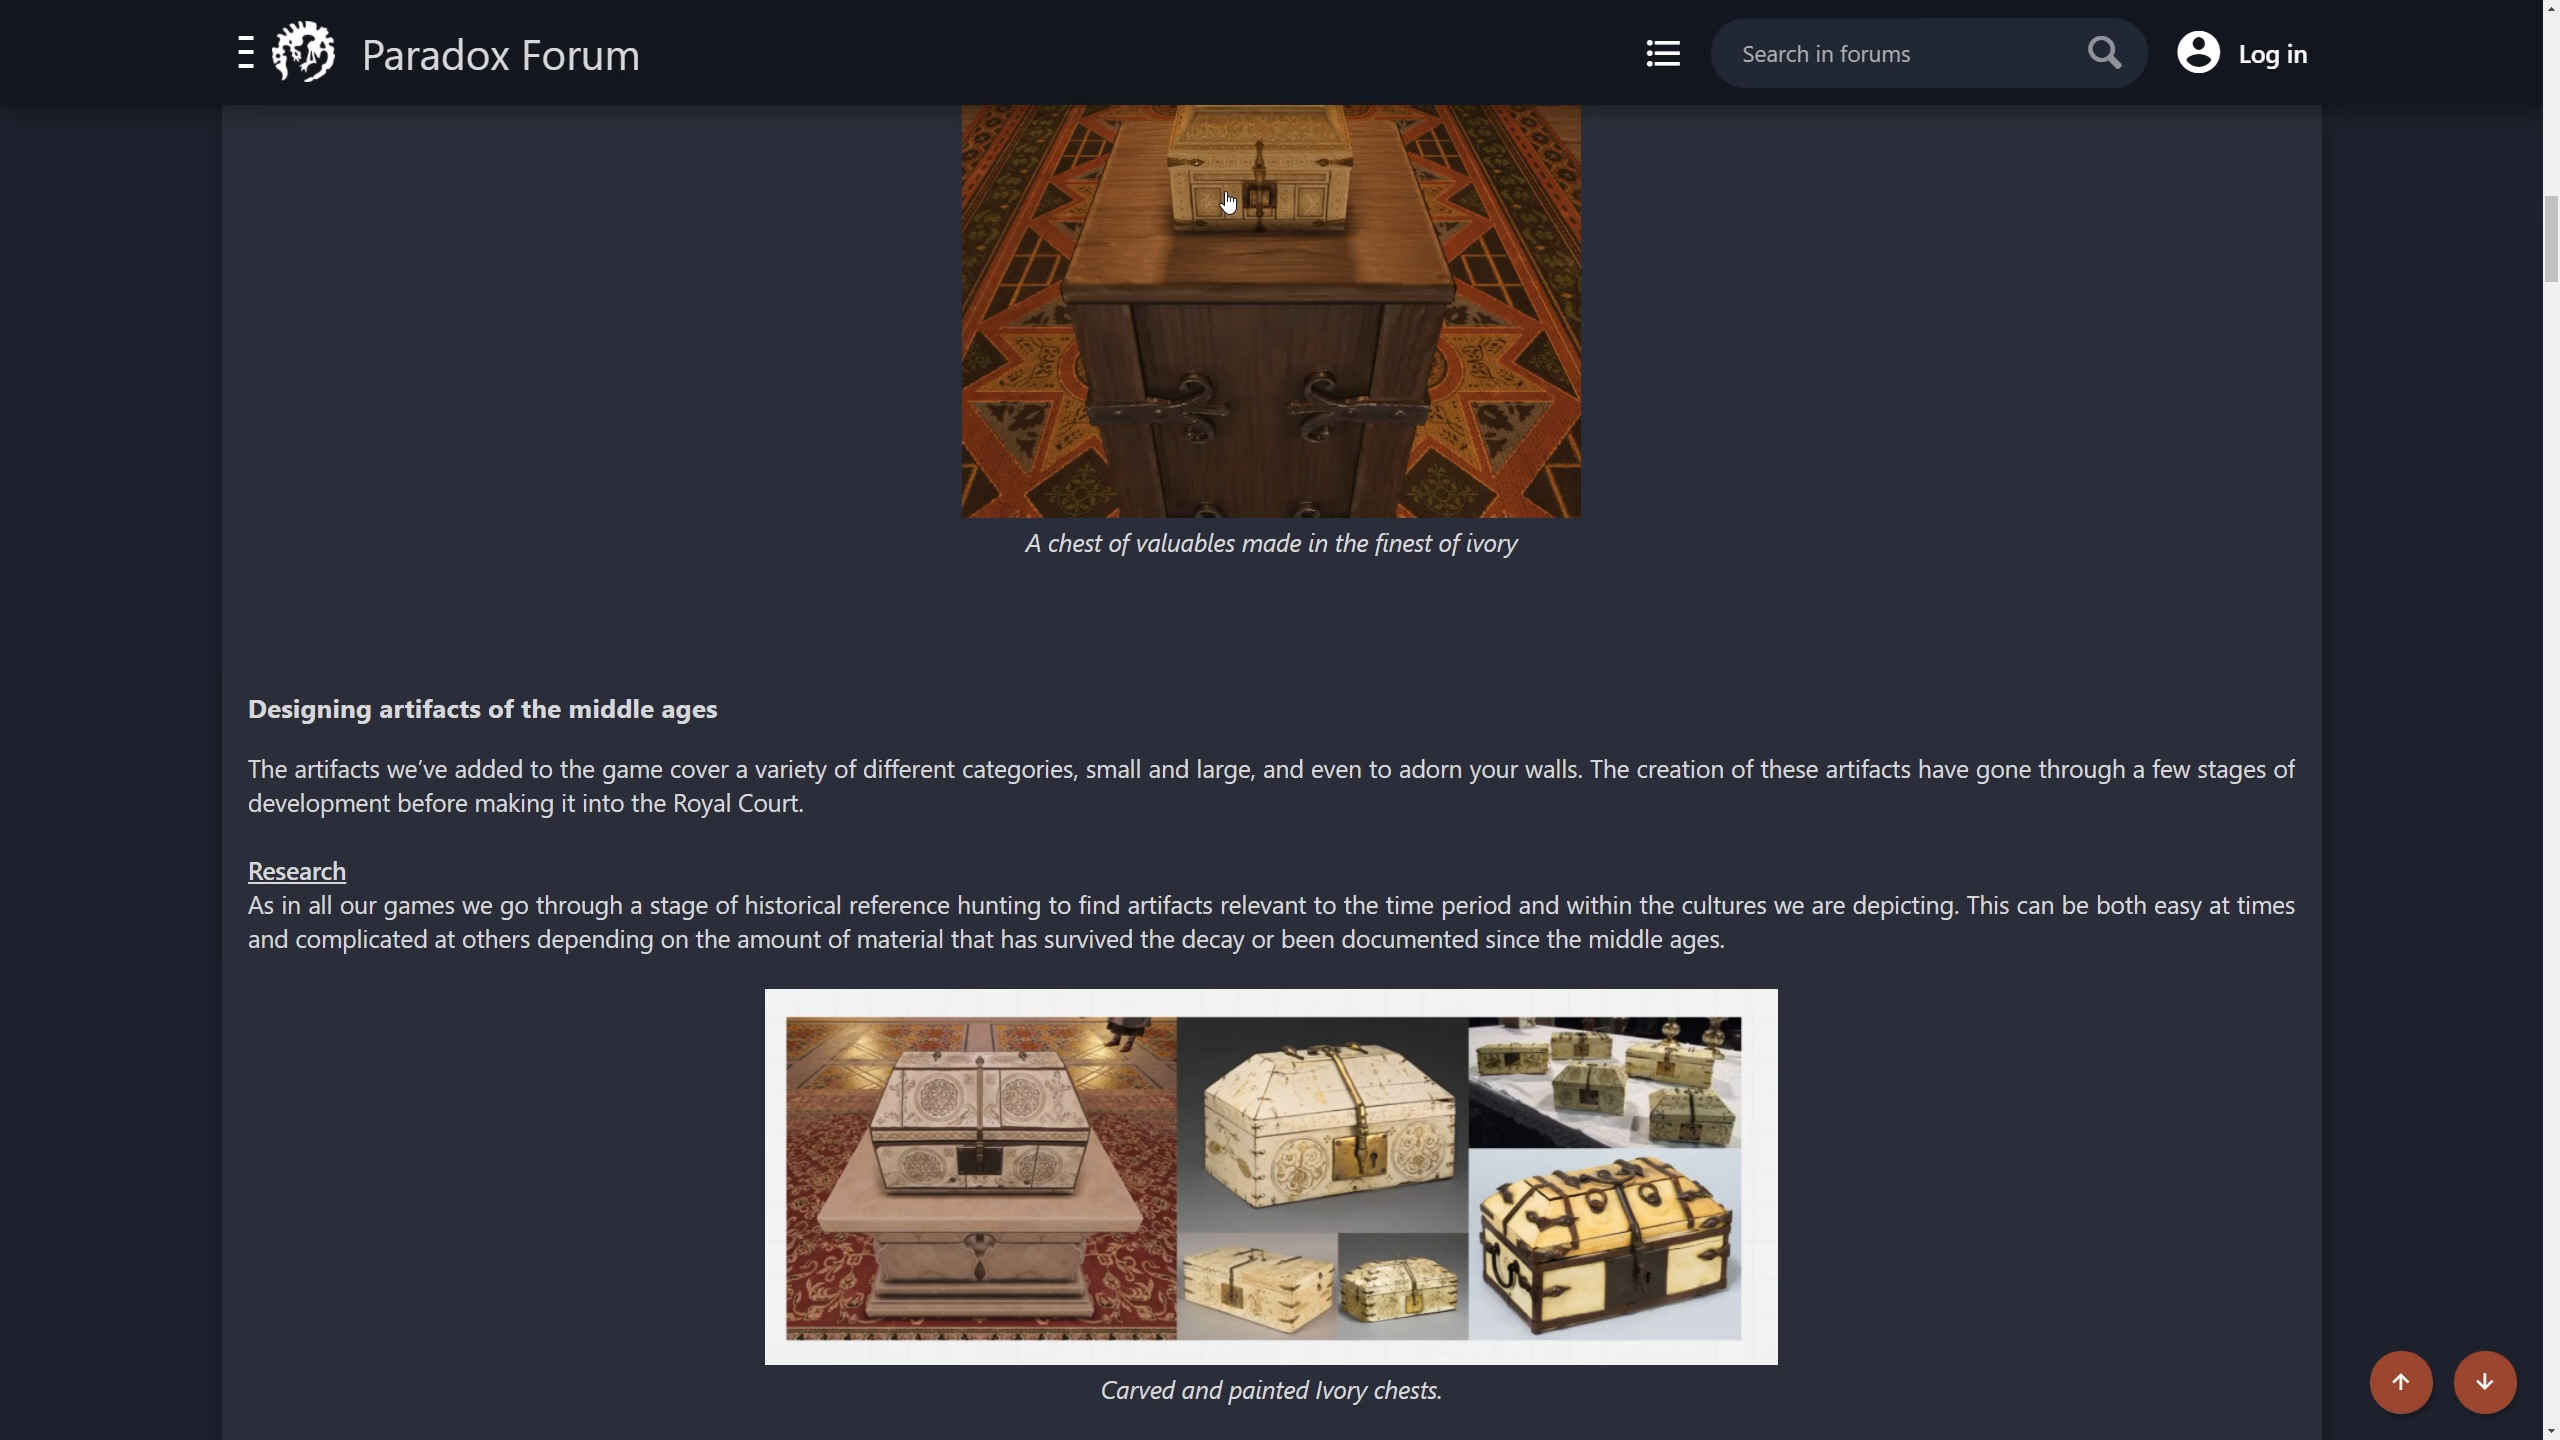 Paradox Forum
Search in forums
Log in
A chest of valuables made in the finest of ivory
Designing artifacts of the middle ages
The artifacts we’ve added to the game cover a variety of different categories, small and large, and even to adorn your walls. The creation of these artifacts have gone through a few stages of
development before making it into the Royal Court.
Research
As in all our games we go through a stage of historical reference hunting to find artifacts relevant to the time period and within the cultures we are depicting. This can be both easy at times
and complicated at others depending on the amount of material that has survived the decay or been documented since the middle ages.
Carved and painted Ivory chests.